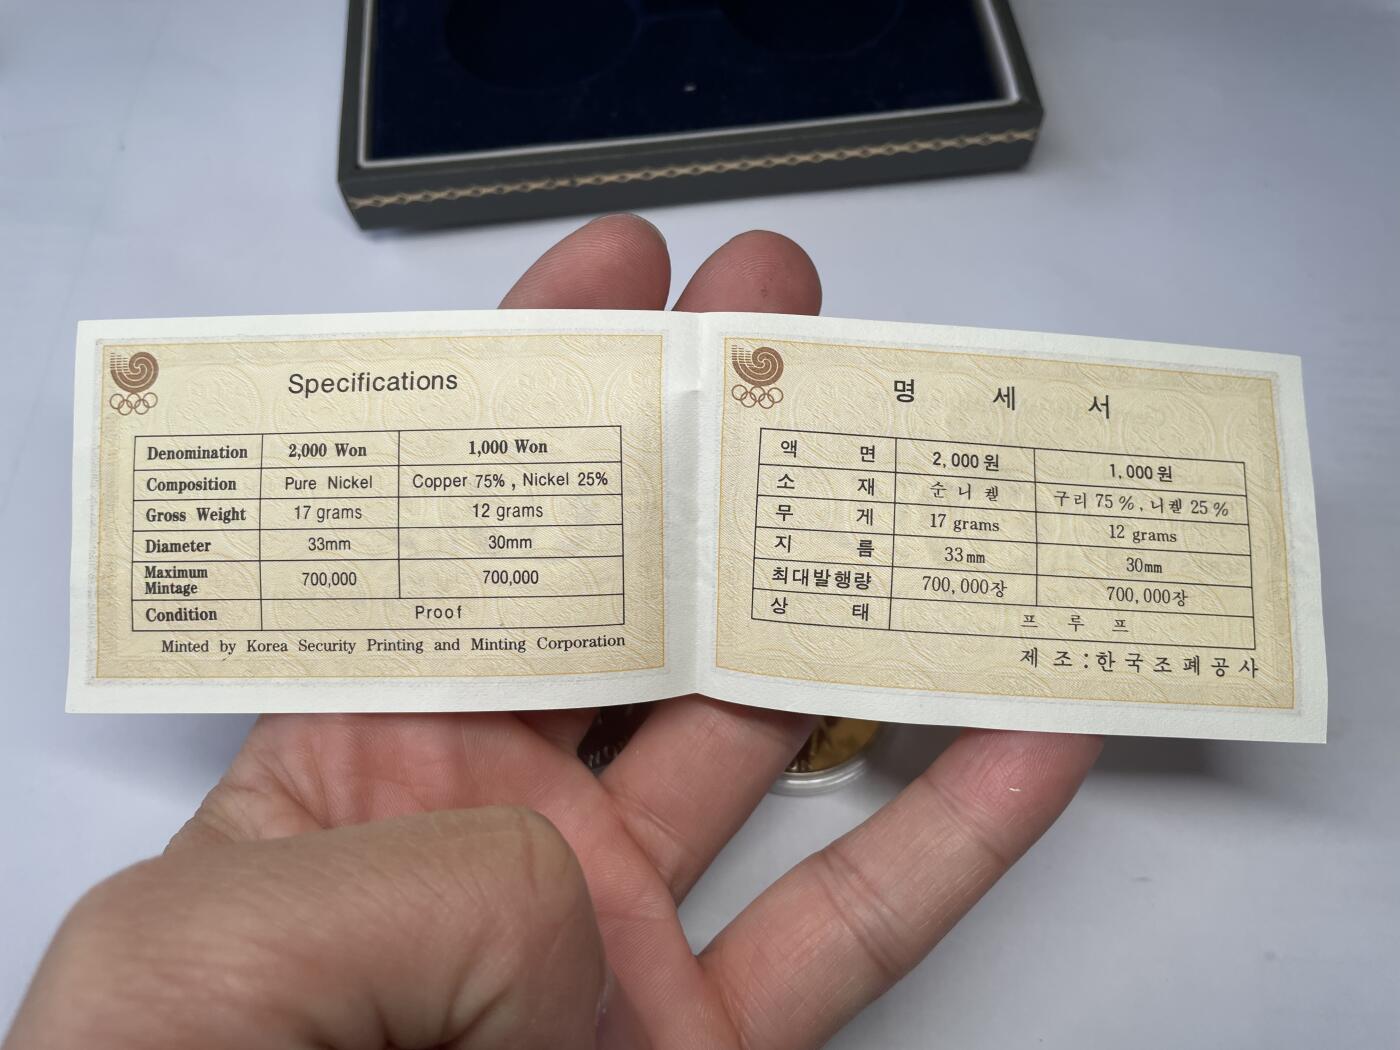 Specifications
Denomination 2,000 Won 1,000 Won
Composition Pure Nickel Copper 75%, Nickel 25%
Gross Weight 17 grams 12 grams
Diameter 33mm 30mm
Maximum Mintage 700,000 700,000
Condition Proof
Minted by Korea Security Printing and Minting Corporation
명 세 서
액 면 2,000원 1,000원
소 재 순 니 켈 구리 75%, 니켈 25%
무 게 17 grams 12 grams
지 름 33mm 30mm
최대발행량 700,000장 700,000장
상 태 프 루 프
제 조 : 한 국 조 폐 공 사